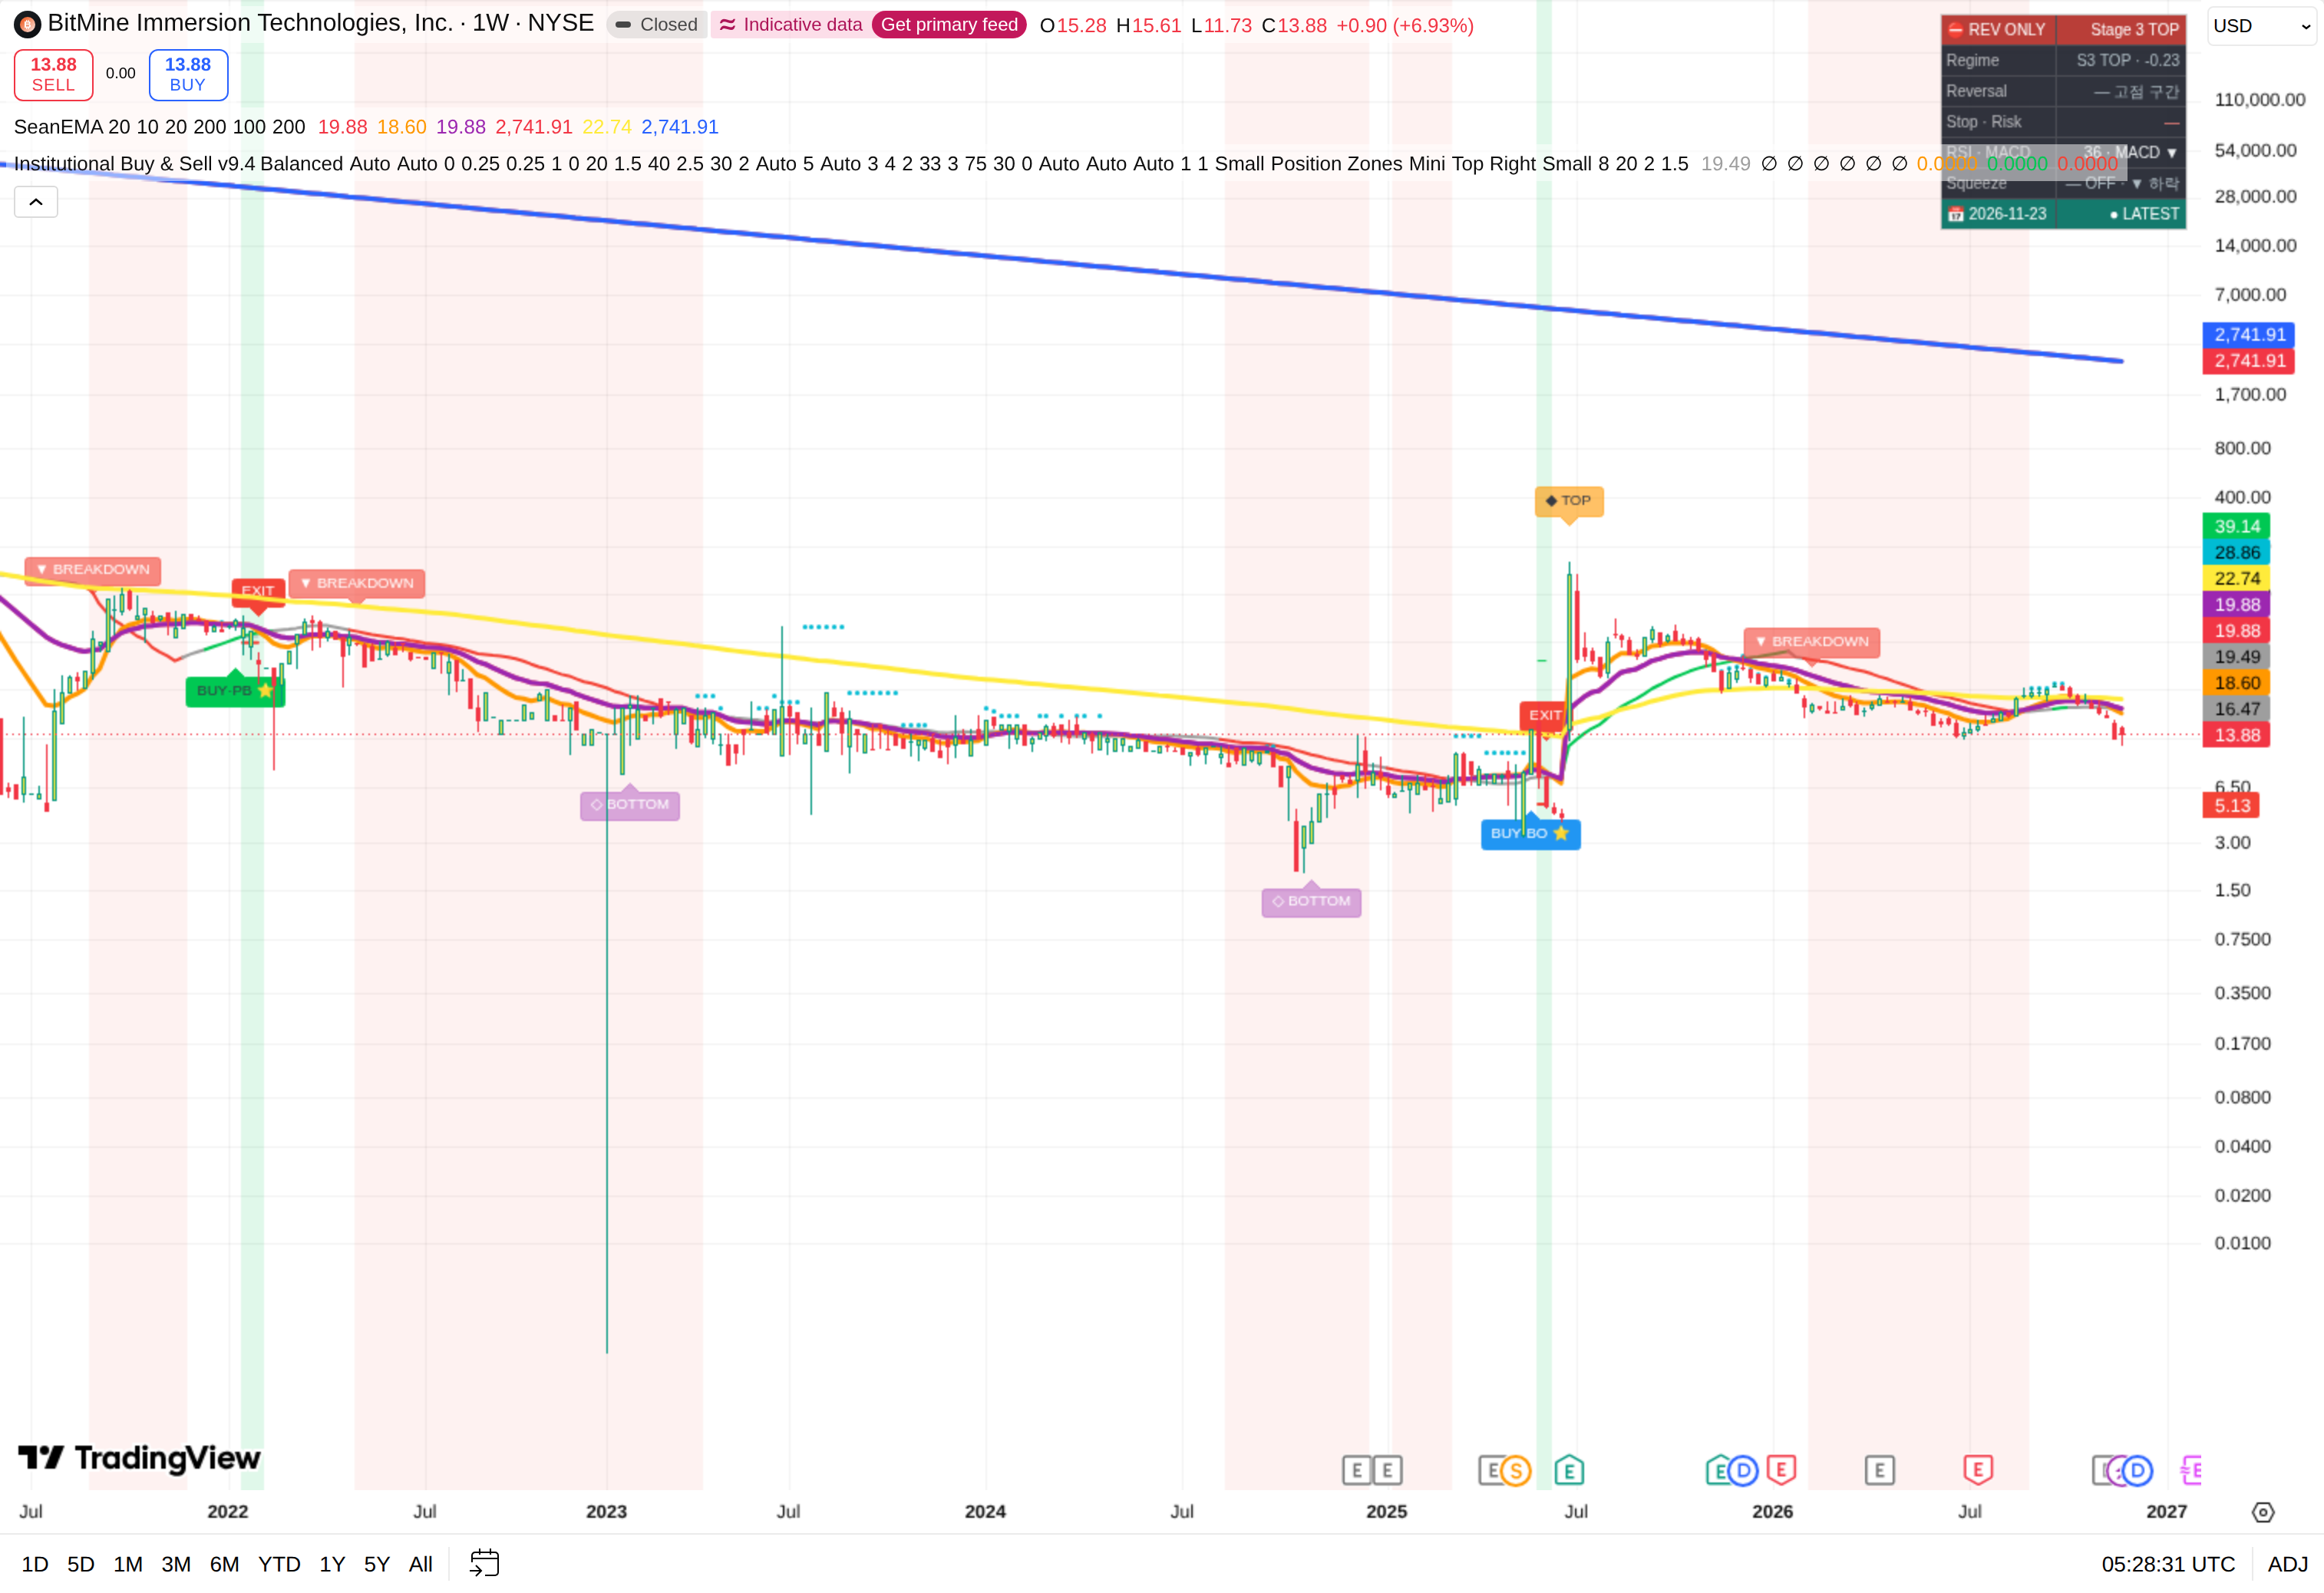 BitMine Immersion Technologies, Inc. · 1W · NYSE Closed Indicative data Get primary feed O15.28 H15.61 L11.73 C13.88 +0.90 (+6.93%)
13.88 SELL 0.00 13.88 BUY
SeanEMA 20 10 20 200 100 200 19.88 18.60 19.88 2,741.91 22.74 2,741.91
Institutional Buy & Sell v9.4 Balanced Auto Auto 0 0.25 0.25 1 0 20 1.5 40 2.5 30 2 Auto 5 Auto 3 4 2 33 3 75 30 0 Auto Auto Auto 1 1 Small Position Zones Mini Top Right Small 8 20 2 1.5 19.49 ∅ ∅ ∅ ∅ ∅ ∅ 0.0000 0.0000 0.0000
REV ONLY Stage 3 TOP
Regime S3 TOP · -0.23
Reversal — 고점 구간
Stop · Risk —
RSI · MACD 36 · MACD ▼
Squeeze — OFF · ▼ 하락
2026-11-23 ● LATEST
USD
110,000.00
54,000.00
28,000.00
14,000.00
7,000.00
2,741.91
2,741.91
1,700.00
800.00
400.00
39.14
28.86
22.74
19.88
19.88
19.49
18.60
16.47
13.88
6.50
5.13
3.00
1.50
0.7500
0.3500
0.1700
0.0800
0.0400
0.0200
0.0100
◆ TOP
▼ BREAKDOWN
EXIT
▼ BREAKDOWN
BUY-PB ⭐
▼ BREAKDOWN
EXIT
◇ BOTTOM
BUY BO ⭐
◇ BOTTOM
TradingView
E E E S E E D E E E D E
Jul 2022 Jul 2023 Jul 2024 Jul 2025 Jul 2026 Jul 2027
1D 5D 1M 3M 6M YTD 1Y 5Y All 05:28:31 UTC ADJ